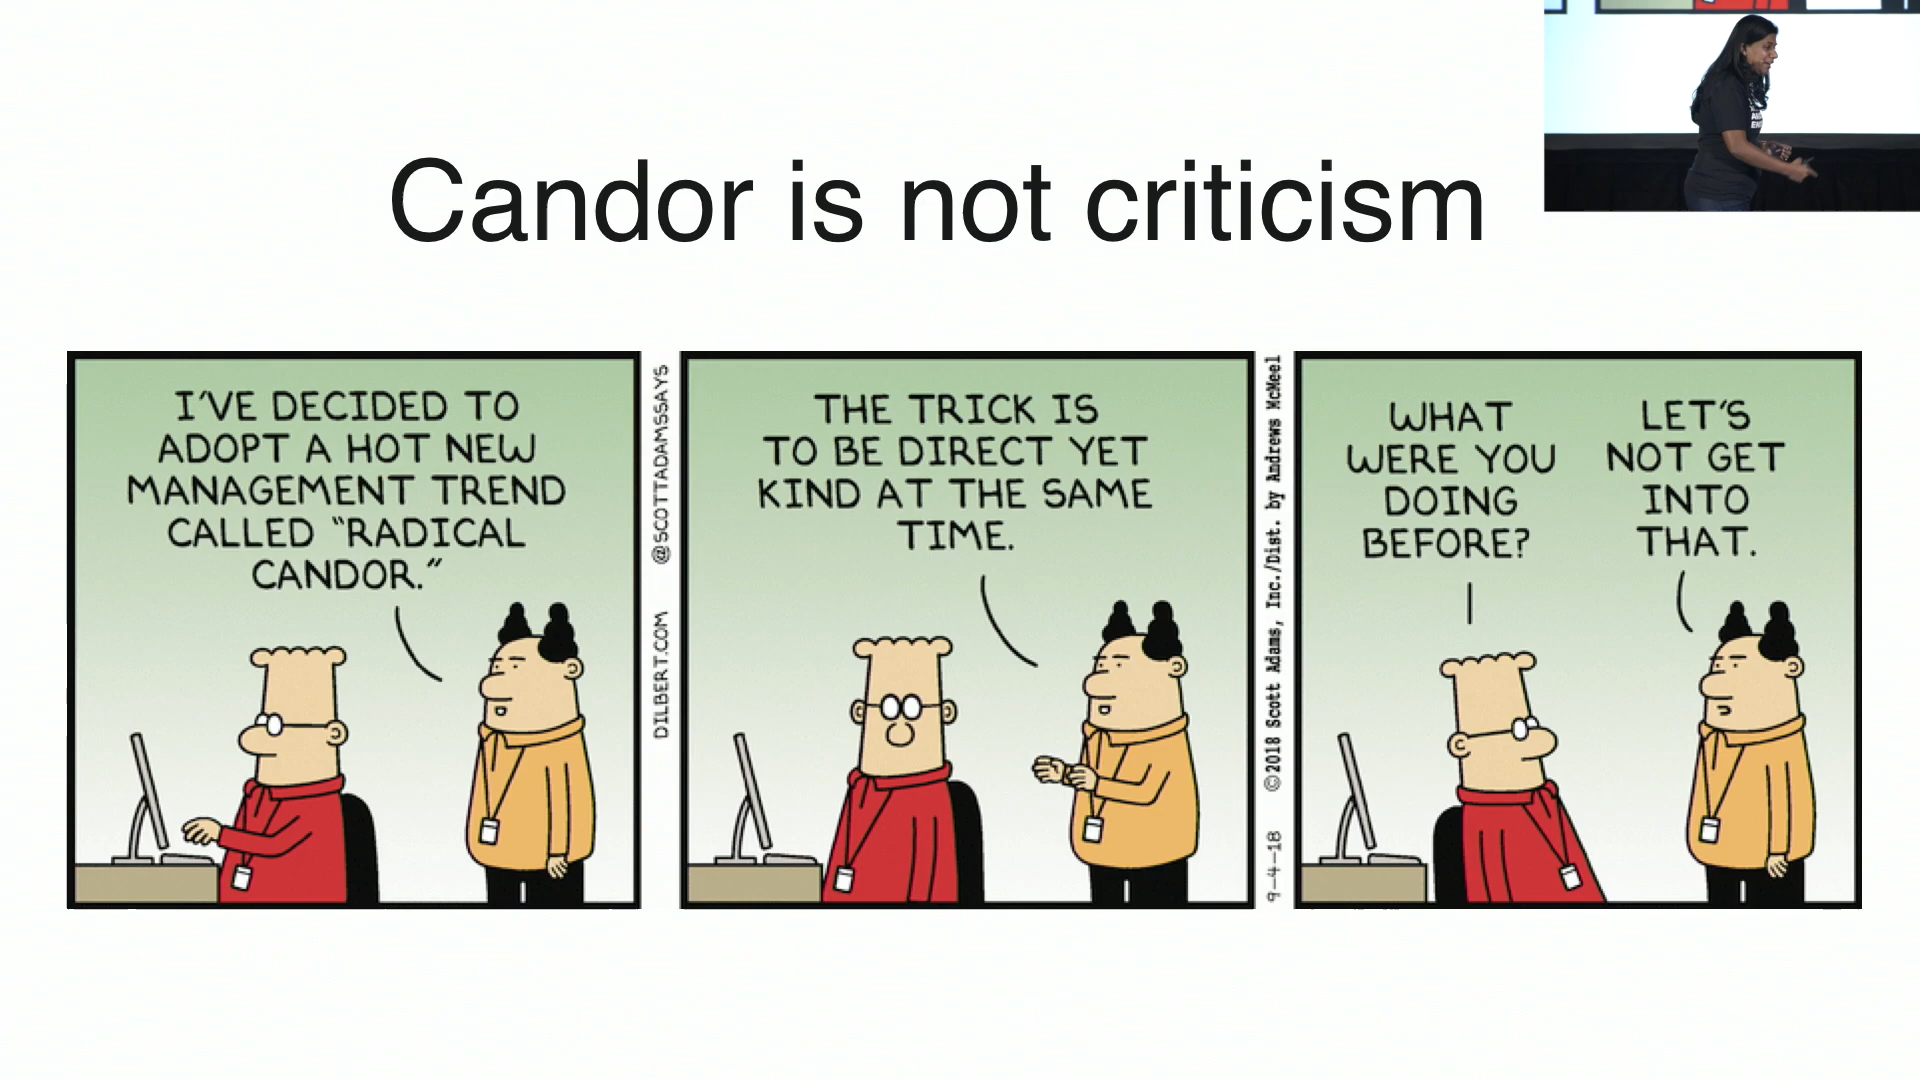 Candor is not criticism
I'VE DECIDED TO
ADOPT A HOT NEW
MANAGEMENT TREND
CALLED “RADICAL
CANDOR.”
DILBERT.COM @SCOTTADAMSSAYS
THE TRICK IS
TO BE DIRECT YET
KIND AT THE SAME
TIME.
9-4-18 ©2018 Scott Adams, Inc./Dist. by Andrews McMeel
WHAT
WERE YOU
DOING
BEFORE?
LET'S
NOT GET
INTO
THAT.